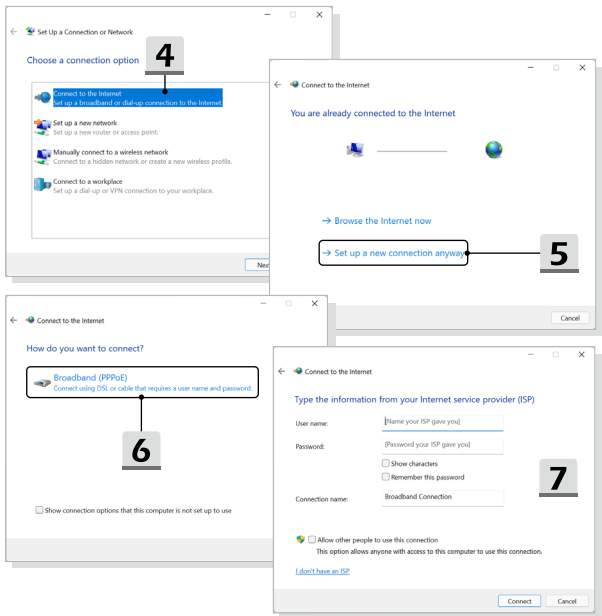 Set Up a Connection or Network
Choose a connection option
4
Connect to the Internet
Set up a broadband or dial-up connection to the Internet.
Set up a new network
Set up a new router or access point.
Manually connect to a wireless network
Connect to a hidden network or create a new wireless profile.
Connect to a workplace
Set up a dial-up or VPN connection to your workplace.
Connect to the Internet
You are already connected to the Internet
→ Browse the Internet now
→ Set up a new connection anyway
5
Cancel
Connect to the Internet
How do you want to connect?
Broadband (PPPoE)
Connect using DSL or cable that requires a user name and password.
6
Show connection options that this computer is not set up to use
Connect to the Internet
Type the information from your Internet service provider (ISP)
User name:
[Name your ISP gave you]
Password:
[Password your ISP gave you]
Show characters
Remember this password
7
Connection name:
Broadband Connection
Allow other people to use this connection
This option allows anyone with access to this computer to use this connection.
I don't have an ISP
Connect
Cancel